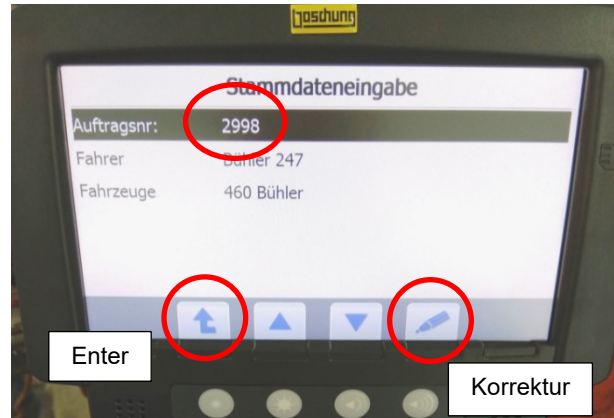 boschung
Stammdateneingabe
Auftragsnr: 2998
Fahrer Bühler 247
Fahrzeuge 460 Bühler
Enter
Korrektur